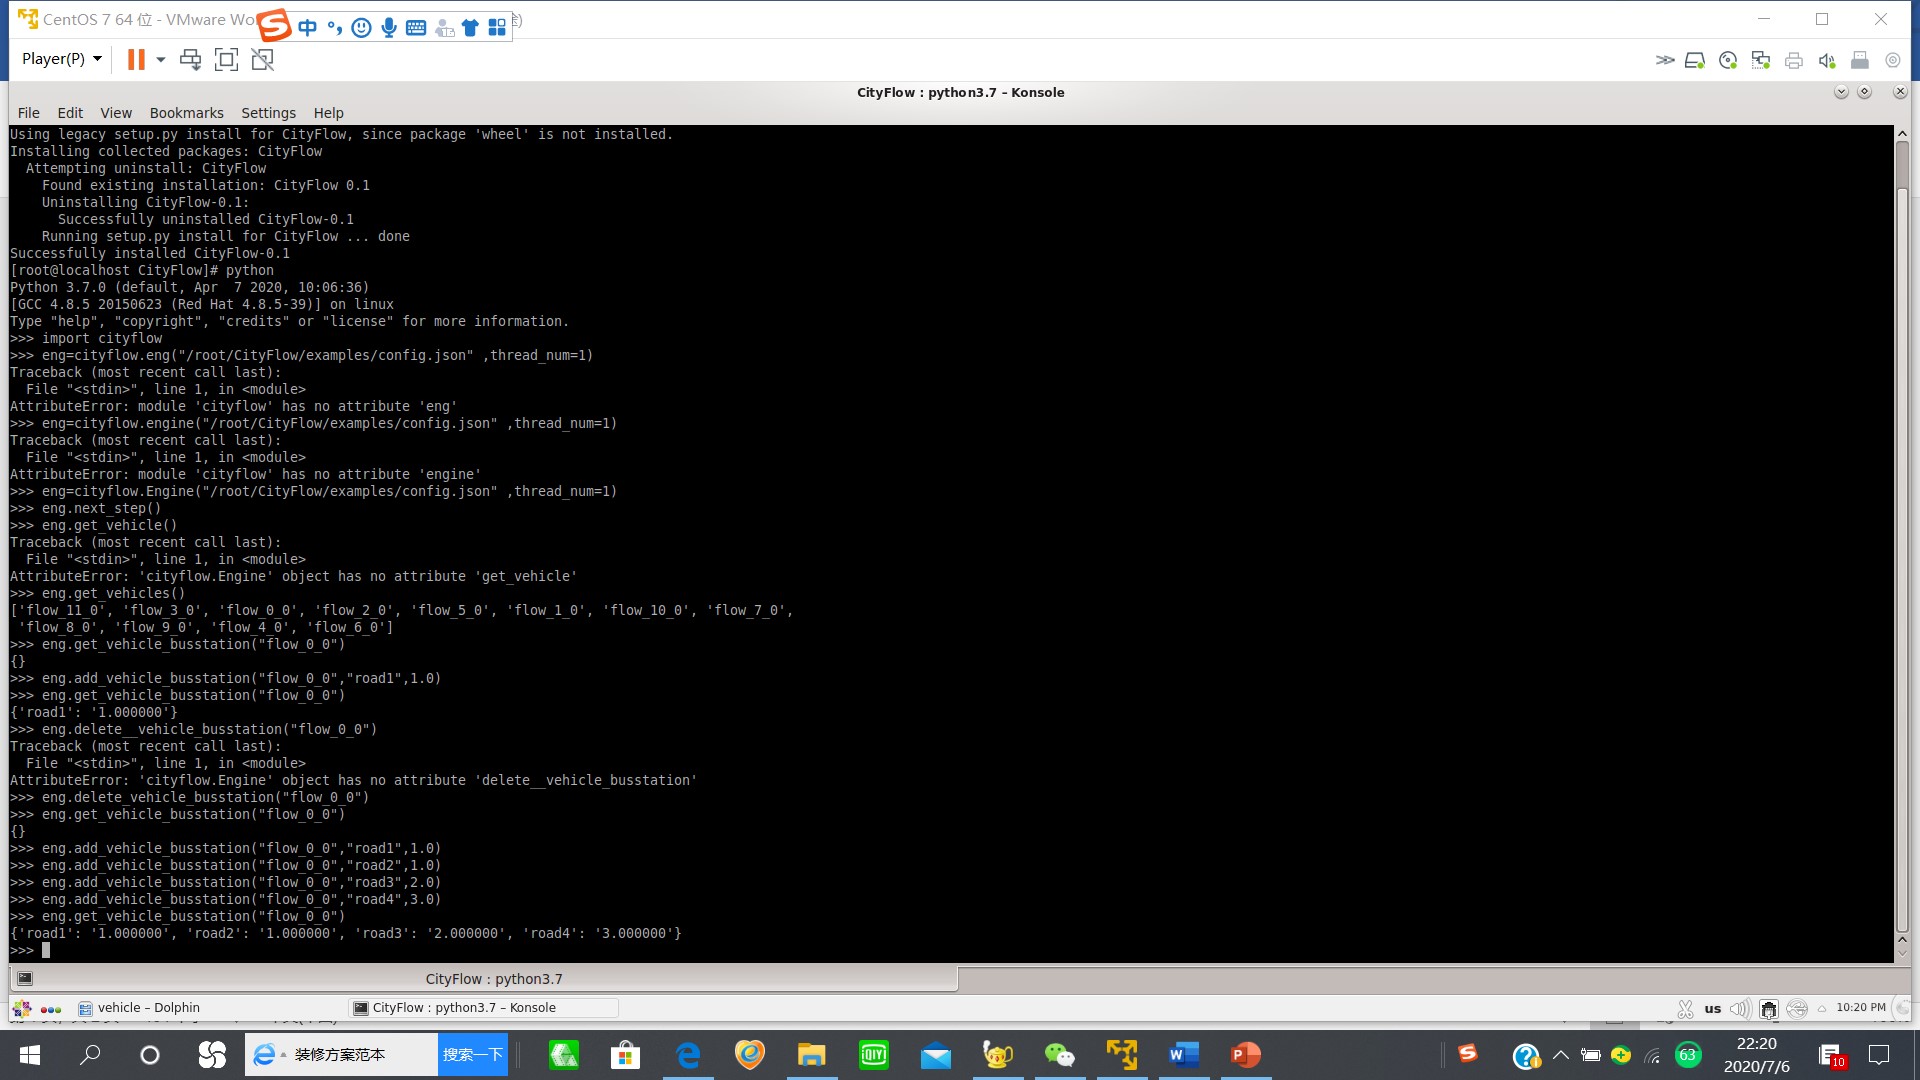 CentOS 7 64 位 - VMware Wo
中
Player(P)
CityFlow : python3.7 – Konsole
File Edit View Bookmarks Settings Help
Using legacy setup.py install for CityFlow, since package 'wheel' is not installed.
Installing collected packages: CityFlow
  Attempting uninstall: CityFlow
    Found existing installation: CityFlow 0.1
    Uninstalling CityFlow-0.1:
      Successfully uninstalled CityFlow-0.1
    Running setup.py install for CityFlow ... done
Successfully installed CityFlow-0.1
[root@localhost CityFlow]# python
Python 3.7.0 (default, Apr  7 2020, 10:06:36)
[GCC 4.8.5 20150623 (Red Hat 4.8.5-39)] on linux
Type "help", "copyright", "credits" or "license" for more information.
>>> import cityflow
>>> eng=cityflow.eng("/root/CityFlow/examples/config.json" ,thread_num=1)
Traceback (most recent call last):
  File "<stdin>", line 1, in <module>
AttributeError: module 'cityflow' has no attribute 'eng'
>>> eng=cityflow.engine("/root/CityFlow/examples/config.json" ,thread_num=1)
Traceback (most recent call last):
  File "<stdin>", line 1, in <module>
AttributeError: module 'cityflow' has no attribute 'engine'
>>> eng=cityflow.Engine("/root/CityFlow/examples/config.json" ,thread_num=1)
>>> eng.next_step()
>>> eng.get_vehicle()
Traceback (most recent call last):
  File "<stdin>", line 1, in <module>
AttributeError: 'cityflow.Engine' object has no attribute 'get_vehicle'
>>> eng.get_vehicles()
['flow_11_0', 'flow_3_0', 'flow_0_0', 'flow_2_0', 'flow_5_0', 'flow_1_0', 'flow_10_0', 'flow_7_0',
 'flow_8_0', 'flow_9_0', 'flow_4_0', 'flow_6_0']
>>> eng.get_vehicle_busstation("flow_0_0")
{}
>>> eng.add_vehicle_busstation("flow_0_0","road1",1.0)
>>> eng.get_vehicle_busstation("flow_0_0")
{'road1': '1.000000'}
>>> eng.delete__vehicle_busstation("flow_0_0")
Traceback (most recent call last):
  File "<stdin>", line 1, in <module>
AttributeError: 'cityflow.Engine' object has no attribute 'delete__vehicle_busstation'
>>> eng.delete_vehicle_busstation("flow_0_0")
>>> eng.get_vehicle_busstation("flow_0_0")
{}
>>> eng.add_vehicle_busstation("flow_0_0","road1",1.0)
>>> eng.add_vehicle_busstation("flow_0_0","road2",1.0)
>>> eng.add_vehicle_busstation("flow_0_0","road3",2.0)
>>> eng.add_vehicle_busstation("flow_0_0","road4",3.0)
>>> eng.get_vehicle_busstation("flow_0_0")
{'road1': '1.000000', 'road2': '1.000000', 'road3': '2.000000', 'road4': '3.000000'}
>>>
CityFlow : python3.7
vehicle – Dolphin CityFlow : python3.7 – Konsole us 10:20 PM
装修方案范本 搜索一下 iQIY 63 22:20 10
2020/7/6